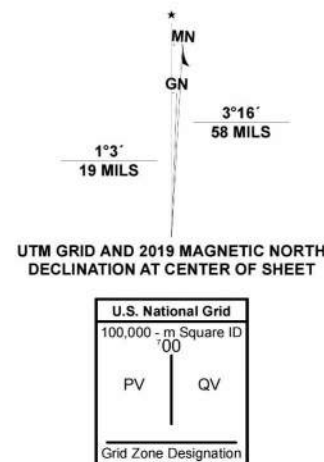 ★
MN
GN
3°16´
58 MILS
1°3´
19 MILS
UTM GRID AND 2019 MAGNETIC NORTH
DECLINATION AT CENTER OF SHEET
U.S. National Grid
100,000 - m Square ID
⁷00
PV QV
Grid Zone Designation